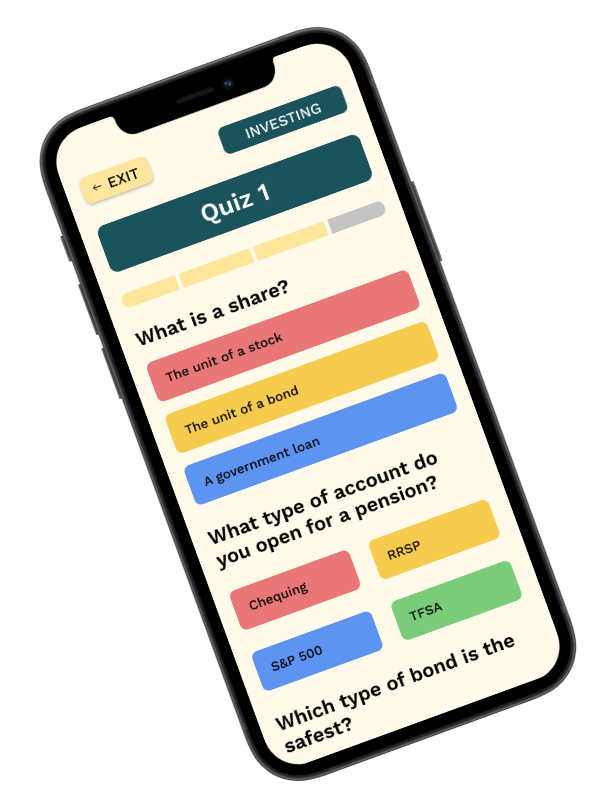 INVESTING
← EXIT
Quiz 1
What is a share?
The unit of a stock
The unit of a bond
A government loan
What type of account do
you open for a pension?
Chequing
RRSP
S&P 500
TFSA
Which type of bond is the
safest?